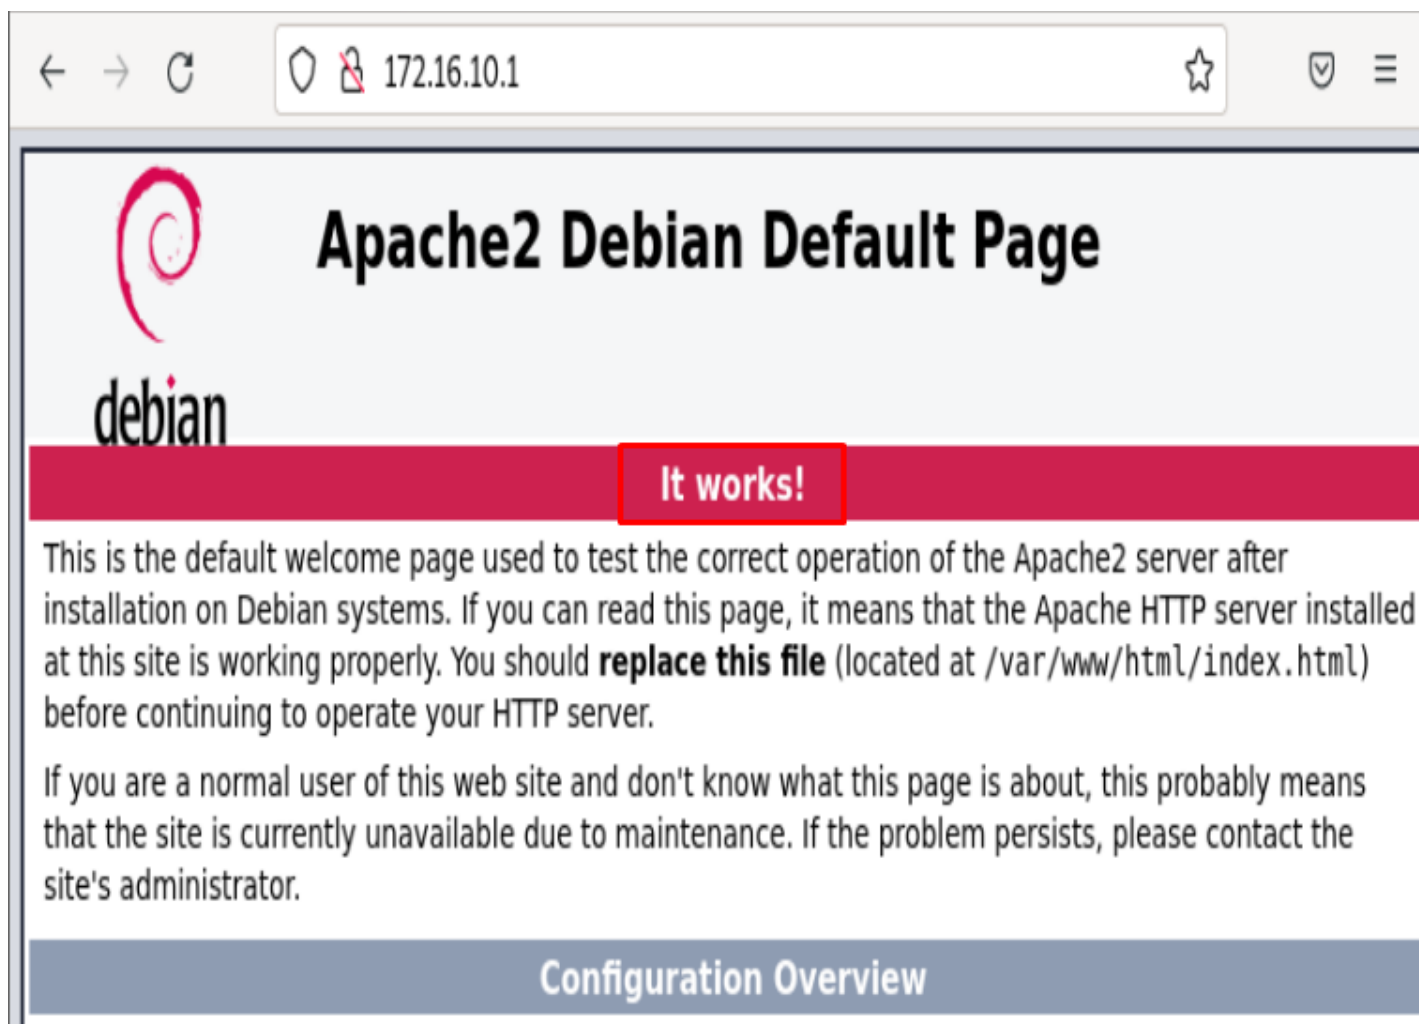 172.16.10.1
Apache2 Debian Default Page
debian
It works!
This is the default welcome page used to test the correct operation of the Apache2 server after
installation on Debian systems. If you can read this page, it means that the Apache HTTP server installed
at this site is working properly. You should replace this file (located at /var/www/html/index.html)
before continuing to operate your HTTP server.
If you are a normal user of this web site and don't know what this page is about, this probably means
that the site is currently unavailable due to maintenance. If the problem persists, please contact the
site's administrator.
Configuration Overview